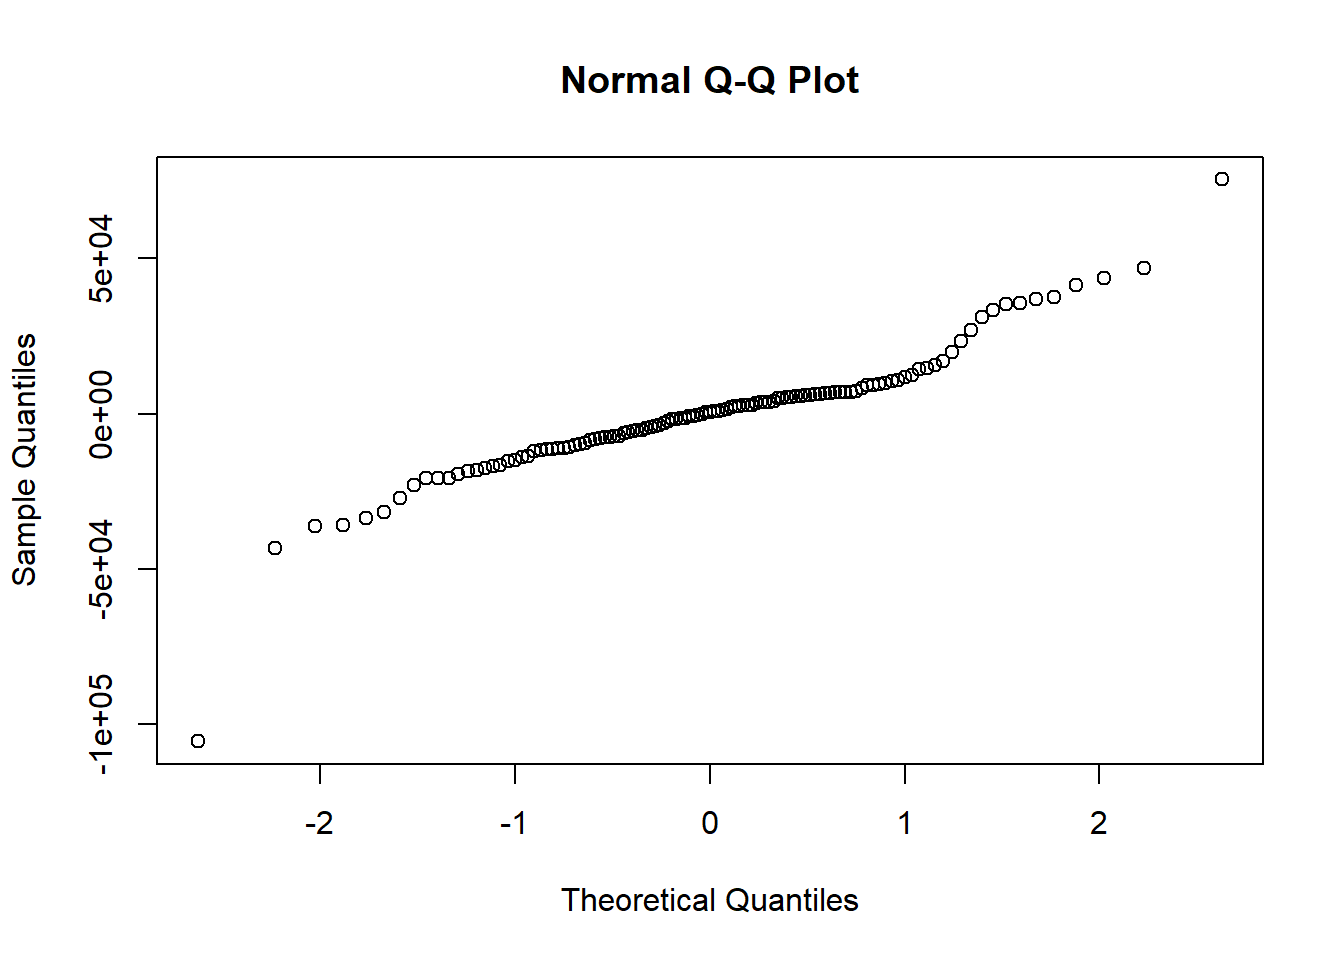 Normal Q-Q Plot
Sample Quantiles
5e+04
0e+00
-5e+04
-1e+05
-2 -1 0 1 2
Theoretical Quantiles